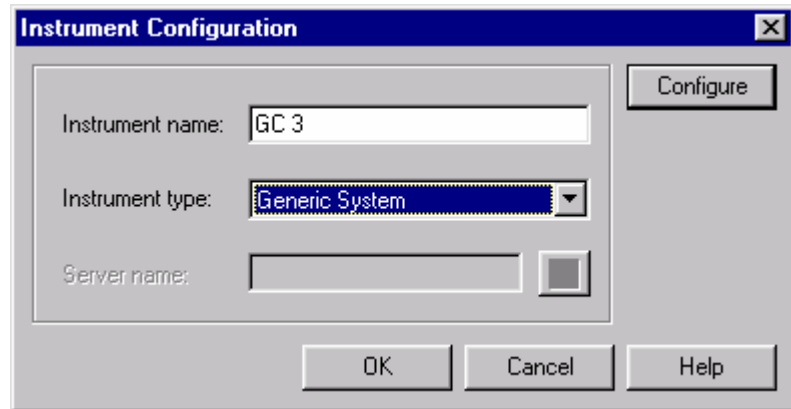 Instrument Configuration
Configure
Instrument name: GC 3
Instrument type: Generic System
Server name:
OK Cancel Help